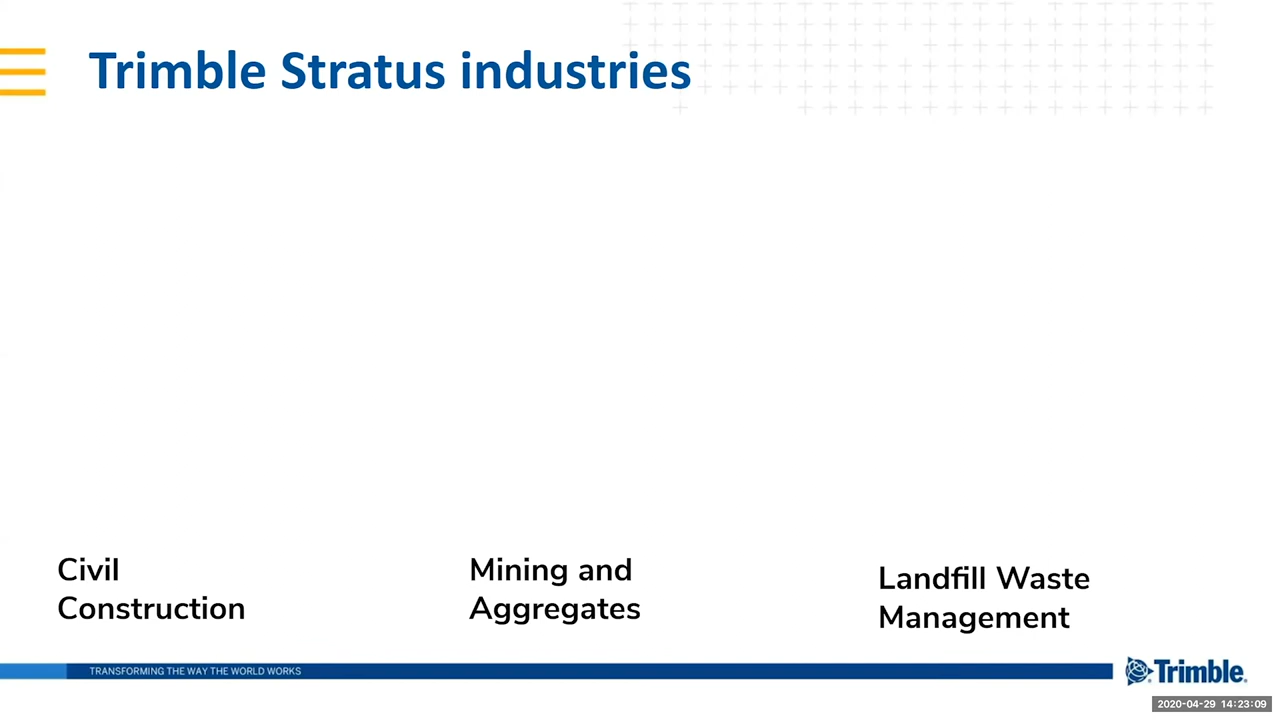 Trimble Stratus industries
Civil
Construction
Mining and
Aggregates
Landfill Waste
Management
TRANSFORMING THE WAY THE WORLD WORKS
Trimble
2020-04-29 14:23:09